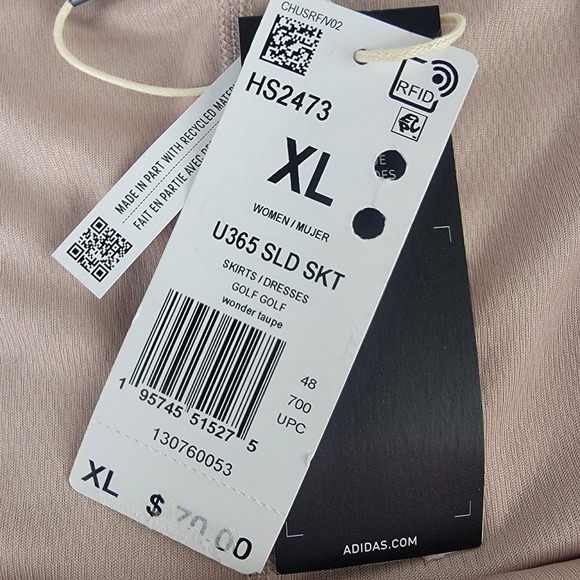 CHUSRF/V02
HS2473
RFID
XL
WOMEN / MUJER
U365 SLD SKT
SKIRTS / DRESSES
GOLF GOLF
wonder taupe
48
700
UPC
1 95745 51527 5
130760053
XL $ 70.00
MADE IN PART WITH RECYCLED
FAIT EN PARTIE AVEC
ADIDAS.COM